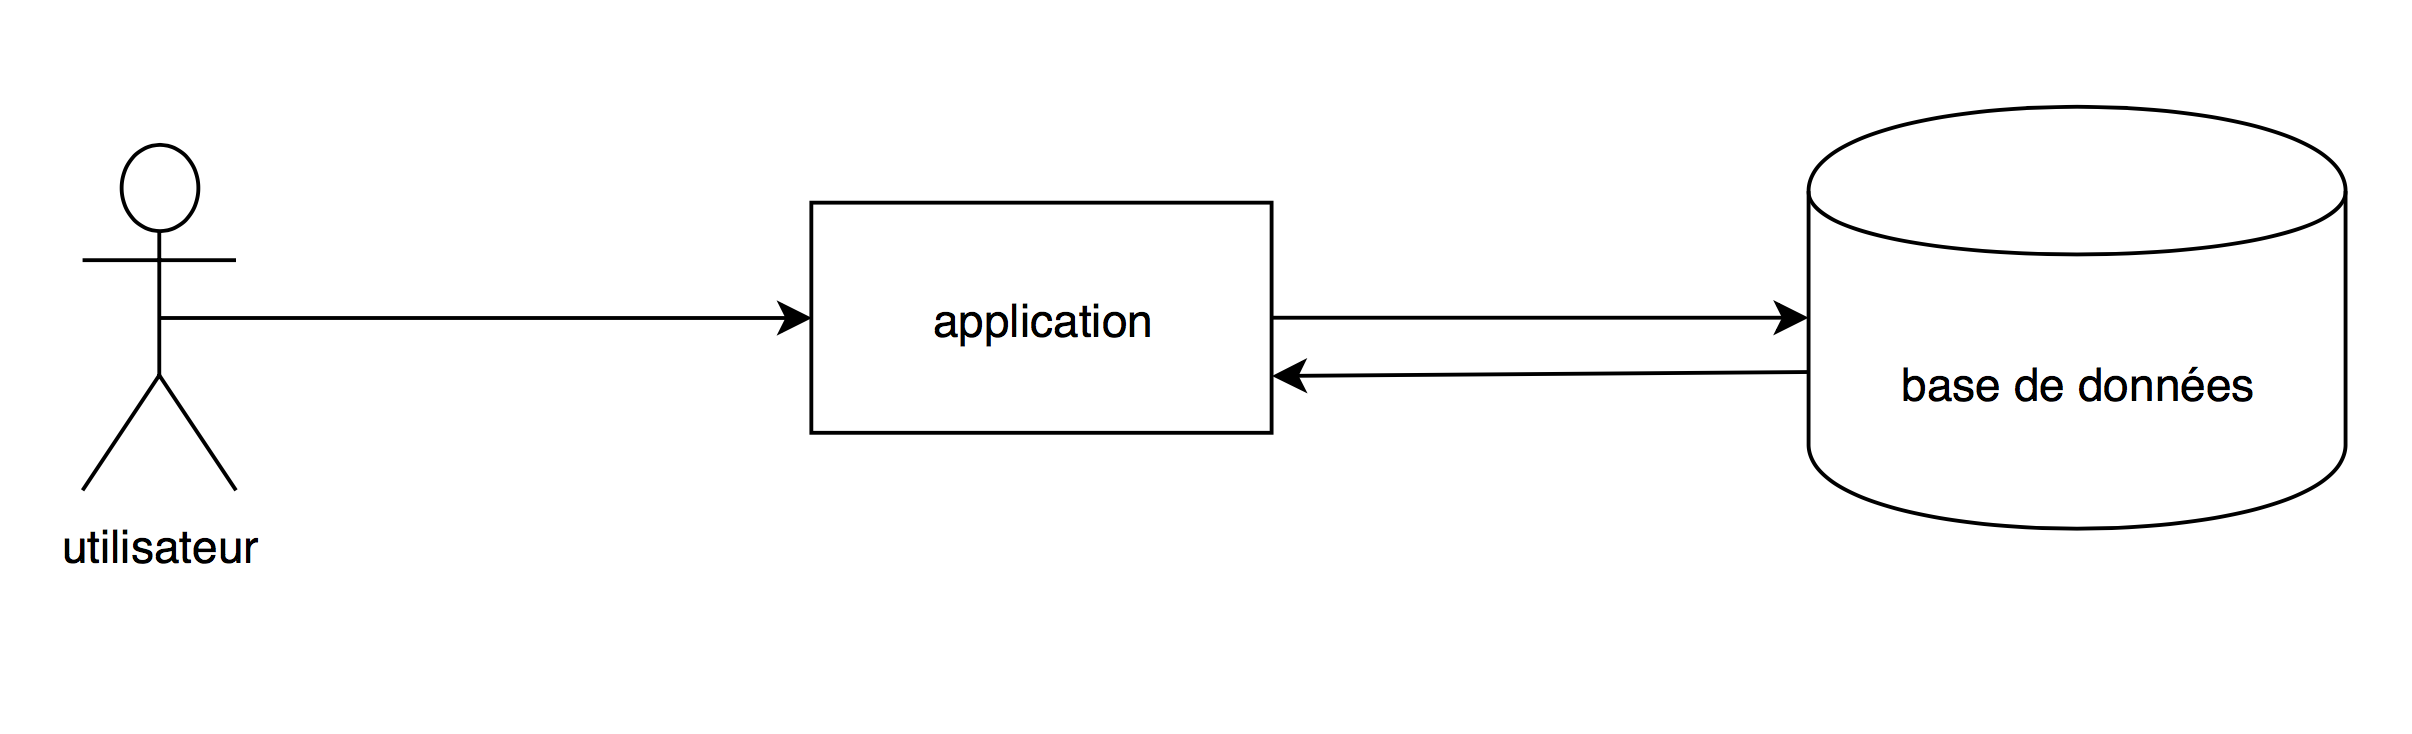 utilisateur
application
base de données